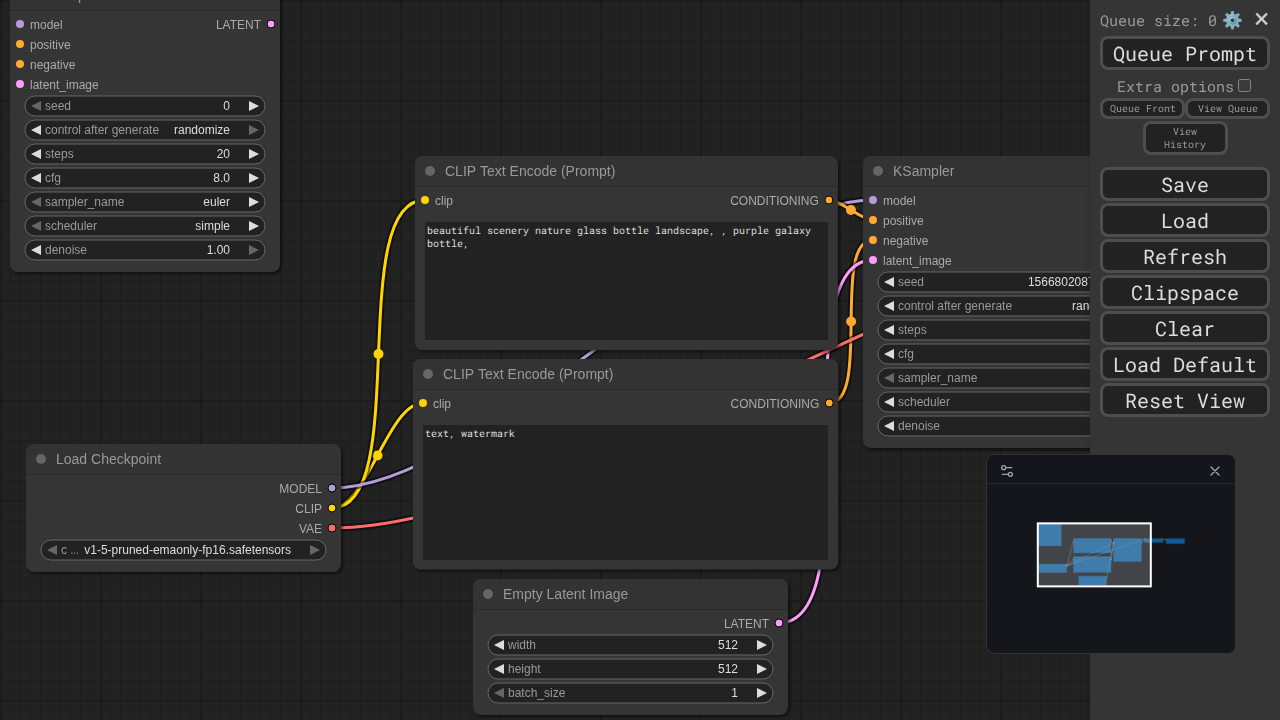 model
LATENT
positive
negative
latent_image
seed 0
control after generate randomize
steps 20
cfg 8.0
sampler_name euler
scheduler simple
denoise 1.00
CLIP Text Encode (Prompt)
clip
CONDITIONING
beautiful scenery nature glass bottle landscape, , purple galaxy
bottle,
CLIP Text Encode (Prompt)
clip
CONDITIONING
text, watermark
KSampler
model
positive
negative
latent_image
seed 1566802087
control after generate ran
steps
cfg
sampler_name
scheduler
denoise
Load Checkpoint
MODEL
CLIP
VAE
c ... v1-5-pruned-emaonly-fp16.safetensors
Empty Latent Image
LATENT
width 512
height 512
batch_size 1
Queue size: 0
Queue Prompt
Extra options
Queue Front
View Queue
View
History
Save
Load
Refresh
Clipspace
Clear
Load Default
Reset View